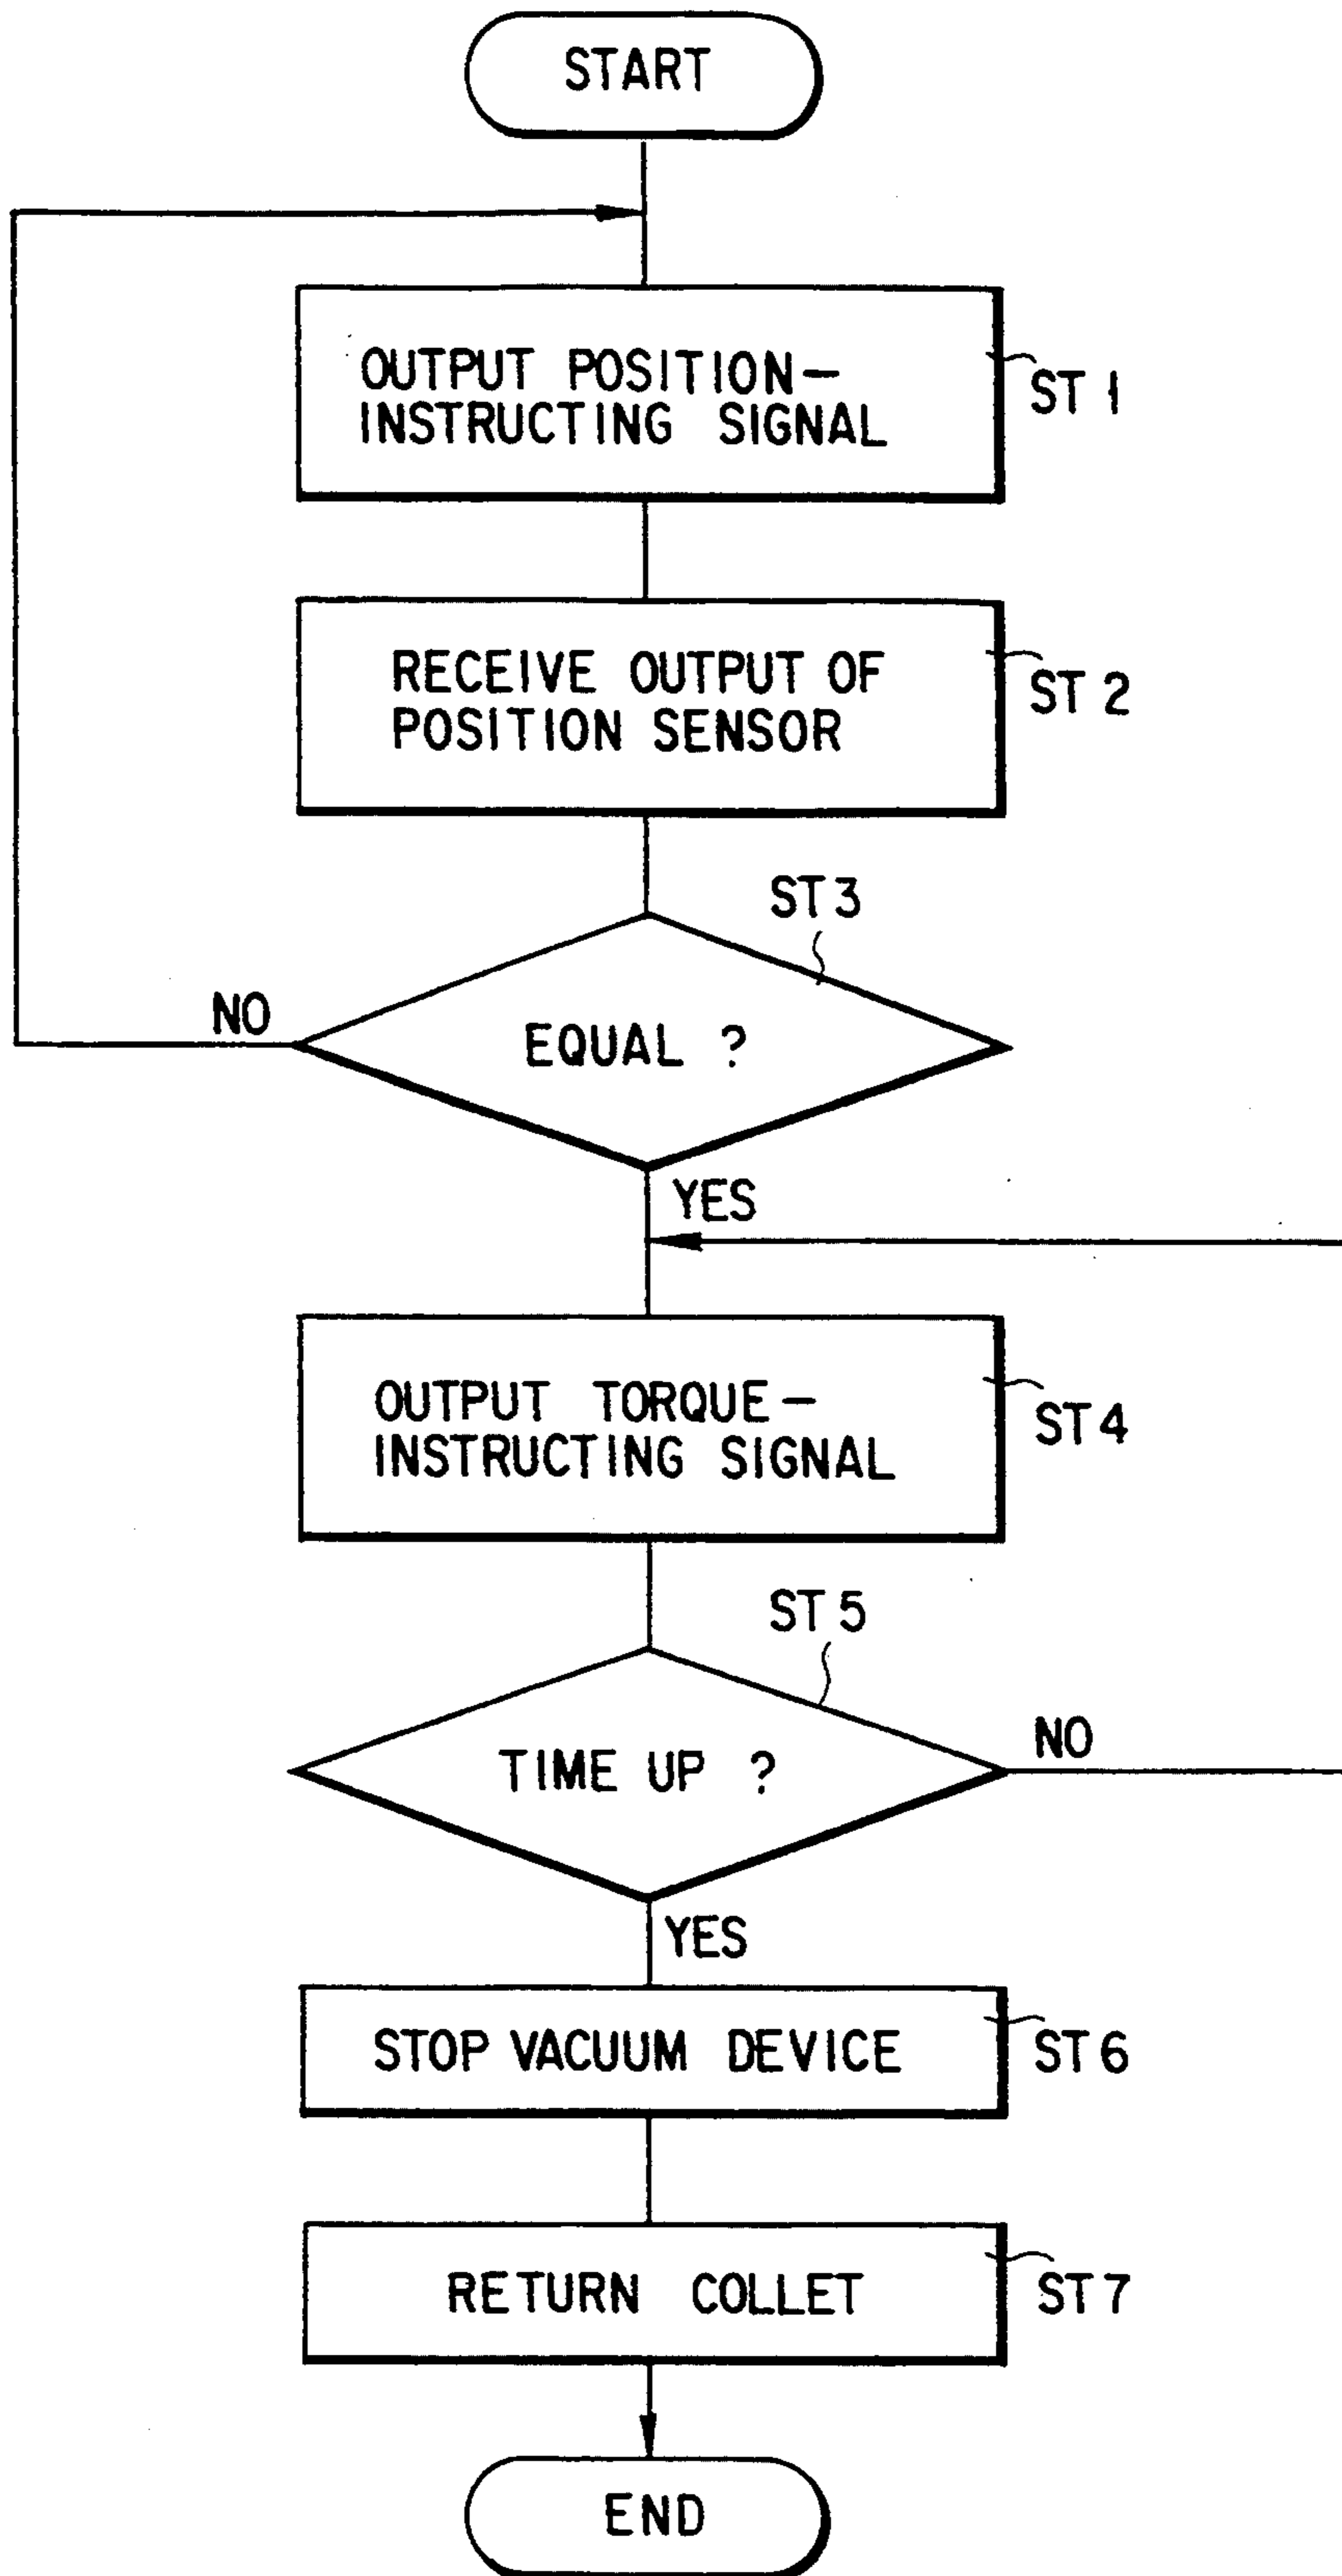 START
OUTPUT POSITION-
INSTRUCTING SIGNAL
ST 1
RECEIVE OUTPUT OF
POSITION SENSOR
ST 2
ST 3
NO
EQUAL ?
YES
OUTPUT TORQUE-
INSTRUCTING SIGNAL
ST 4
ST 5
NO
TIME UP ?
YES
STOP VACUUM DEVICE
ST 6
RETURN COLLET
ST 7
END